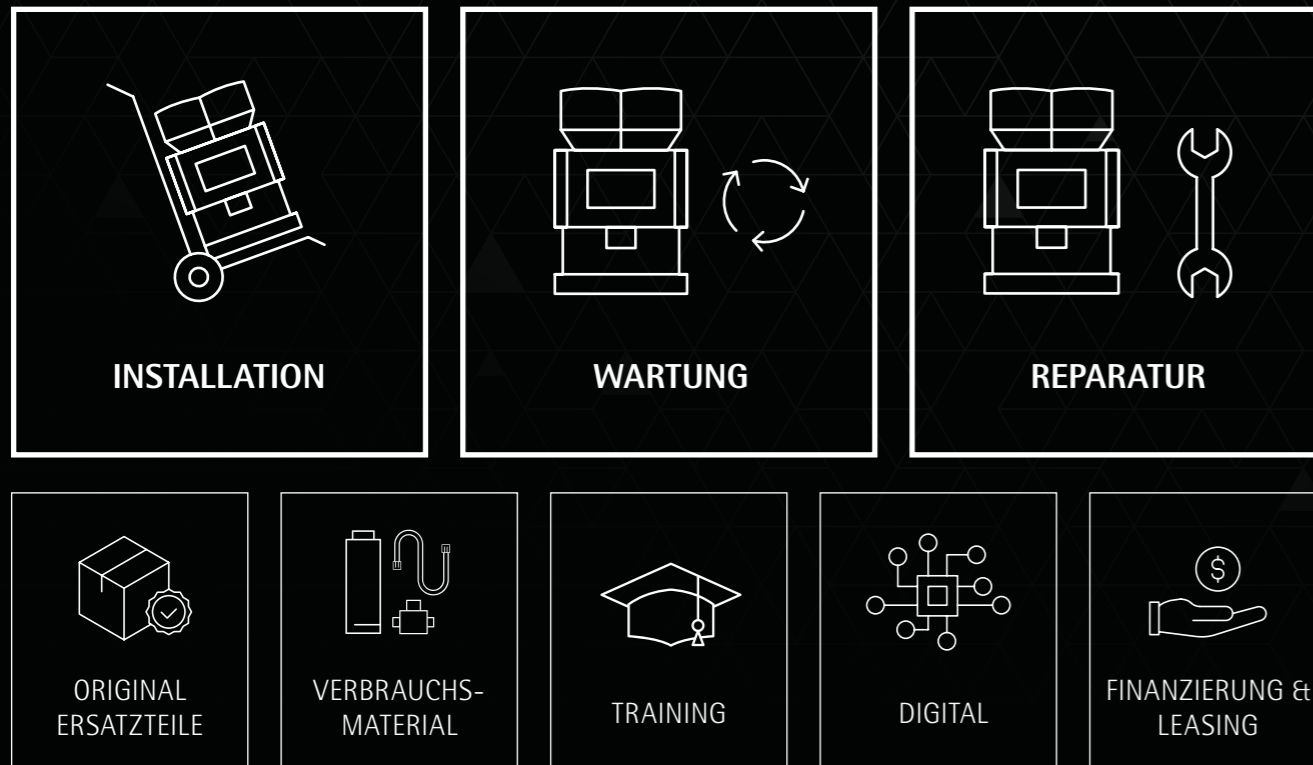 INSTALLATION
WARTUNG
REPARATUR
ORIGINAL
ERSATZTEILE
VERBRAUCHS-
MATERIAL
TRAINING
DIGITAL
FINANZIERUNG &
LEASING
$